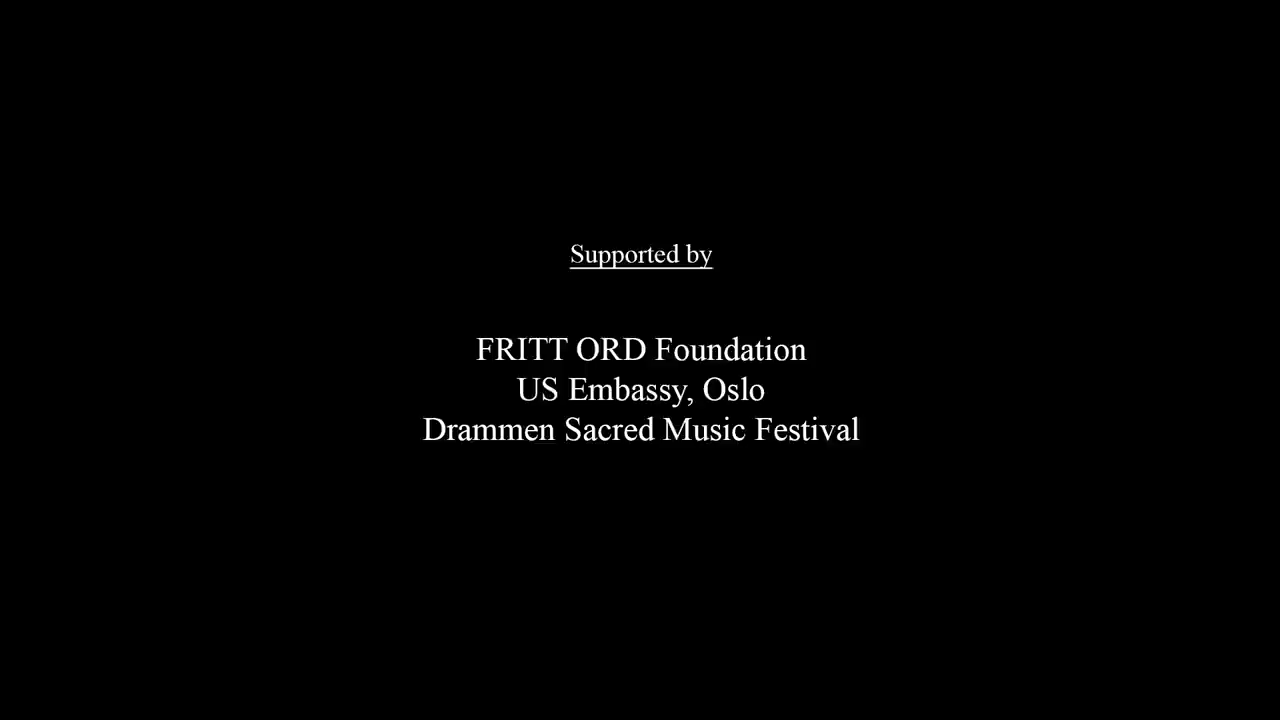 Supported by
FRITT ORD Foundation
US Embassy, Oslo
Drammen Sacred Music Festival